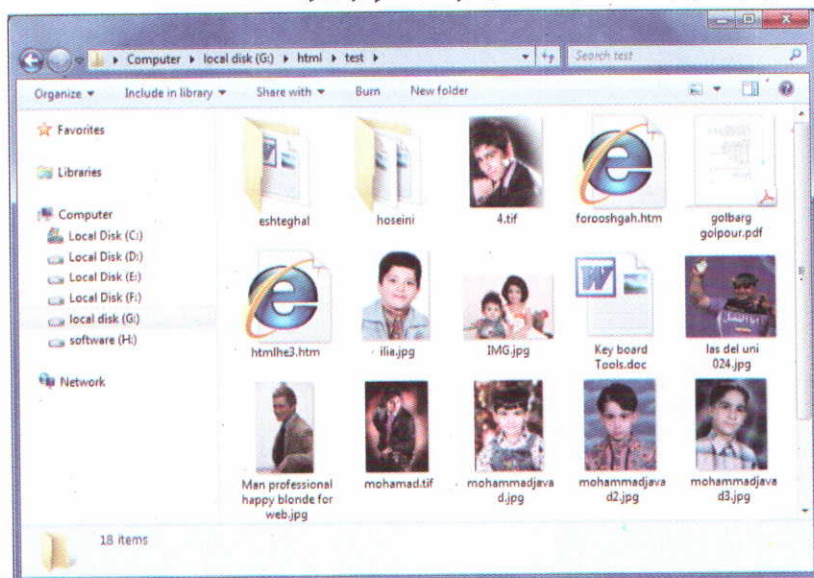 Computer ▸ local disk (G:) ▸ html ▸ test ▸
Search test
Organize ▾ Include in library ▾ Share with ▾ Burn New folder
Favorites
Libraries
Computer
Local Disk (C:)
Local Disk (D:)
Local Disk (E:)
Local Disk (F:)
local disk (G:)
software (H:)
Network
eshteghal
hoseini
4.tif
forooshgah.htm
golbarg
golpour.pdf
htmlhe3.htm
ilia.jpg
IMG.jpg
Key board
Tools.doc
las del uni
024.jpg
Man professional
happy blonde for
web.jpg
mohamad.tif
mohammadjava
d.jpg
mohammadjava
d2.jpg
mohammadjava
d3.jpg
18 items